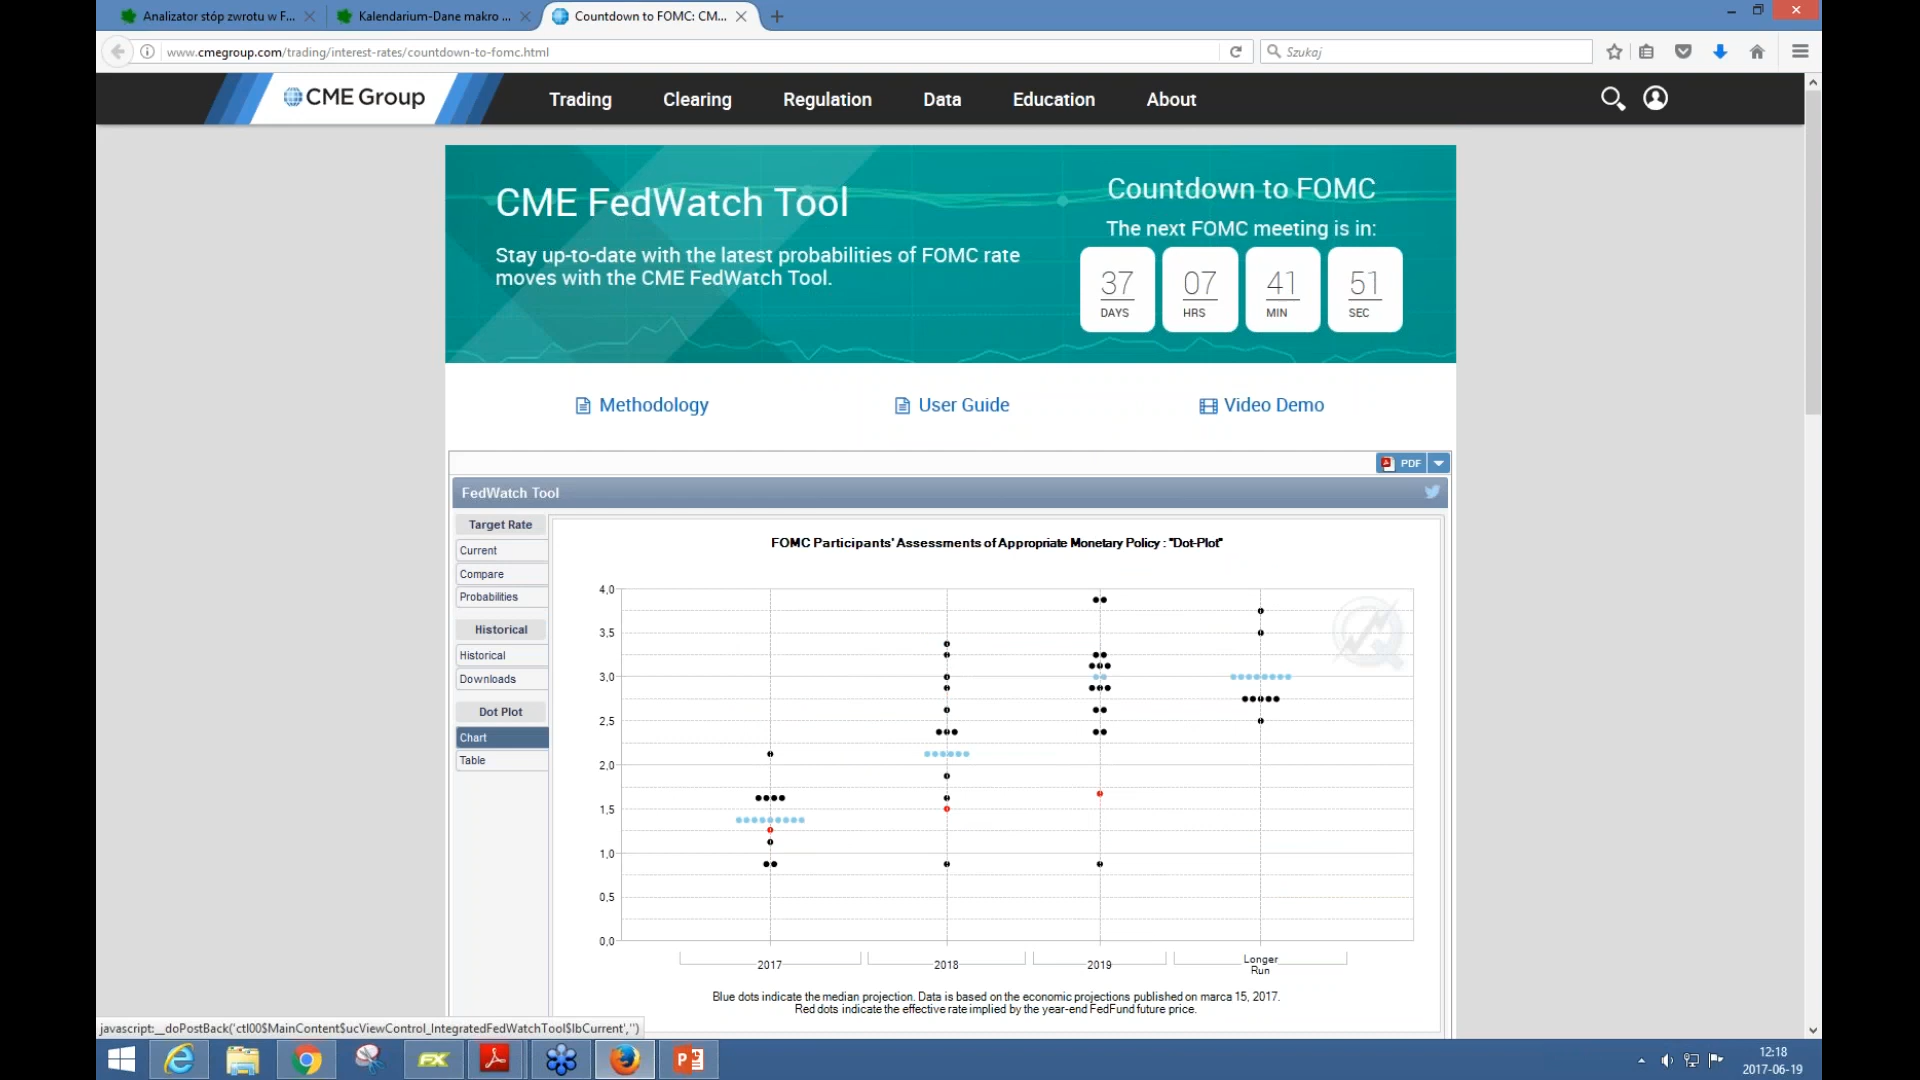 Analizator stóp zwrotu w F...
Kalendarium-Dane makro ...
Countdown to FOMC: CM...
www.cmegroup.com/trading/interest-rates/countdown-to-fomc.html
Szukaj
CME Group
Trading
Clearing
Regulation
Data
Education
About
CME FedWatch Tool
Stay up-to-date with the latest probabilities of FOMC rate
moves with the CME FedWatch Tool.
Countdown to FOMC
The next FOMC meeting is in:
37 07 41 51
DAYS HRS MIN SEC
Methodology
User Guide
Video Demo
PDF
FedWatch Tool
Target Rate
Current
Compare
Probabilities
Historical
Historical
Downloads
Dot Plot
Chart
Table
FOMC Participants' Assessments of Appropriate Monetary Policy : "Dot-Plot"
4,0
3,5
3,0
2,5
2,0
1,5
1,0
0,5
0,0
2017
2018
2019
Longer
Run
Blue dots indicate the median projection. Data is based on the economic projections published on marca 15, 2017.
Red dots indicate the effective rate implied by the year-end FedFund future price.
javascript:__doPostBack('ctl00$MainContent$ucViewControl_IntegratedFedWatchTool$lbCurrent','')
FX
12:18
2017-06-19